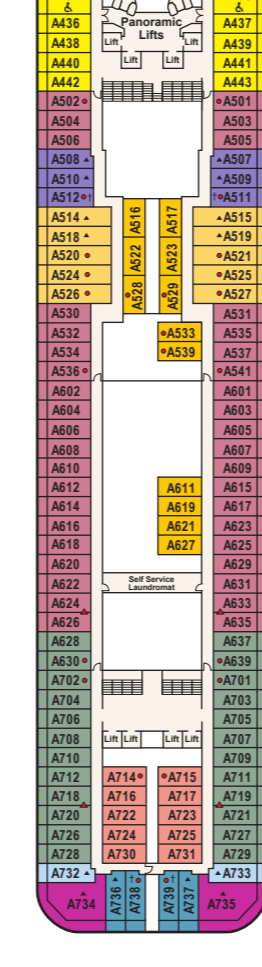 A436 Panoramic Lifts A437
A438 Lift Lift A439
A440 Lift Lift A441
A442 A443
A502 A501
A504 A503
A506 A505
A508 A507
A510 A509
A512 † † A511
A514 A516 A517 A515
A518 A519
A520 A522 A523 A521
A524 A525
A526 A528 A529 A527
A530 A531
A532 A533 A535
A534 A539 A537
A536 A541
A602 A601
A604 A603
A606 A605
A608 A607
A610 A609
A612 A611 A615
A614 A619 A617
A616 A621 A623
A618 A627 A625
A620 A629
A622 Self Service Laundromat A631
A624 A633
A626 A635
A628 A637
A630 A639
A702 A701
A704 A703
A706 A705
A708 Lift Lift Lift Lift A707
A710 A709
A712 A714 A715 A711
A718 A716 A717 A719
A720 A722 A723 A721
A726 A724 A725 A727
A728 A730 A731 A729
A732 A733
A734 A736 A738 † A739 † A737 A735